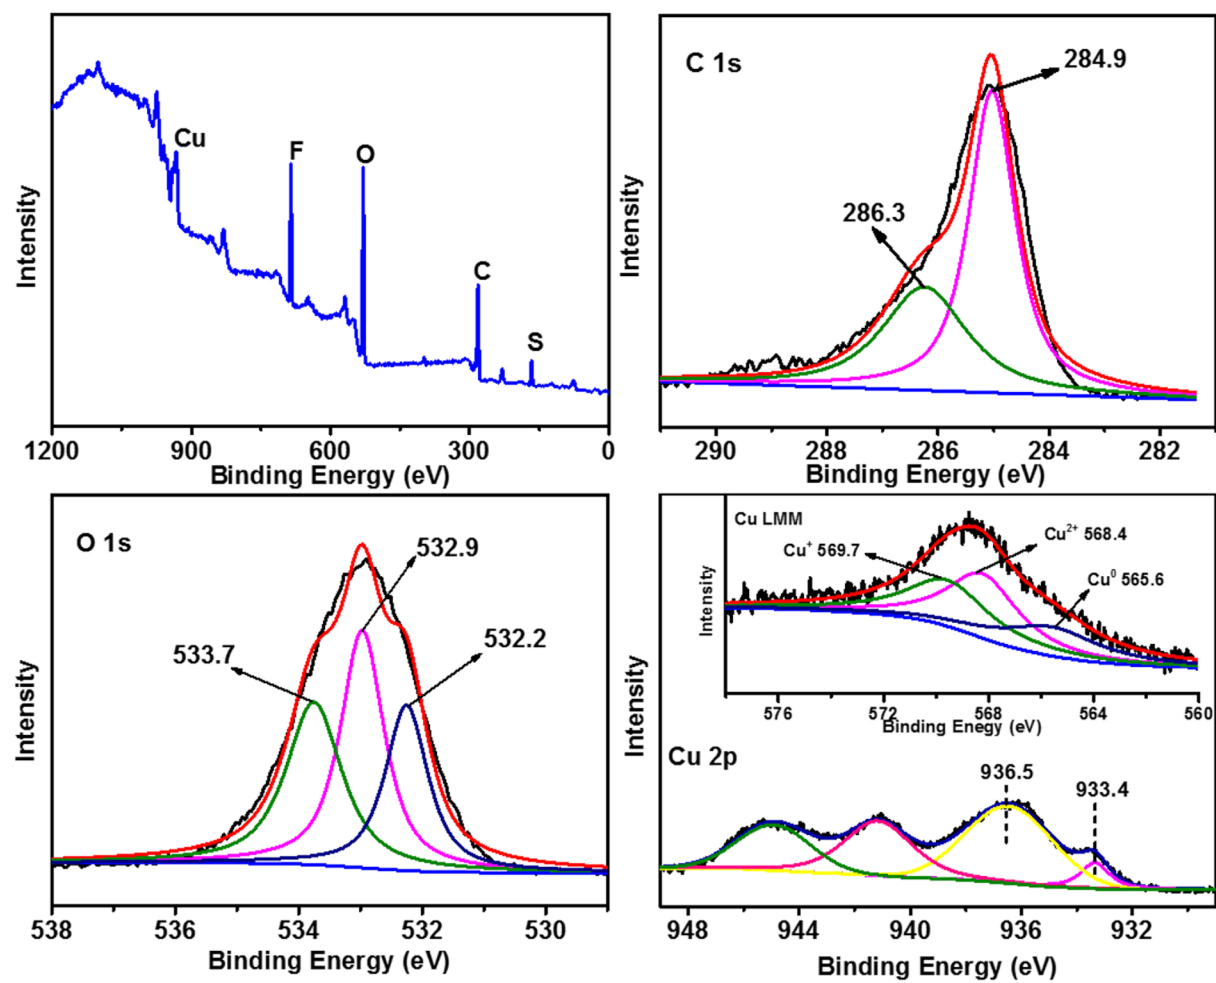 Cu
F
O
C
S
Intensity
1200
900
600
300
0
Binding Energy (eV)
C 1s
284.9
286.3
Intensity
290
288
286
284
282
Binding Energy (eV)
O 1s
532.9
533.7
532.2
Intensity
538
536
534
532
530
Binding Energy (eV)
Cu LMM
Cu⁺ 569.7
Cu²⁺ 568.4
Cu⁰ 565.6
Intensity
576
572
568
564
560
Binding Enegy (eV)
Cu 2p
936.5
933.4
Intensity
948
944
940
936
932
Binding Energy (eV)